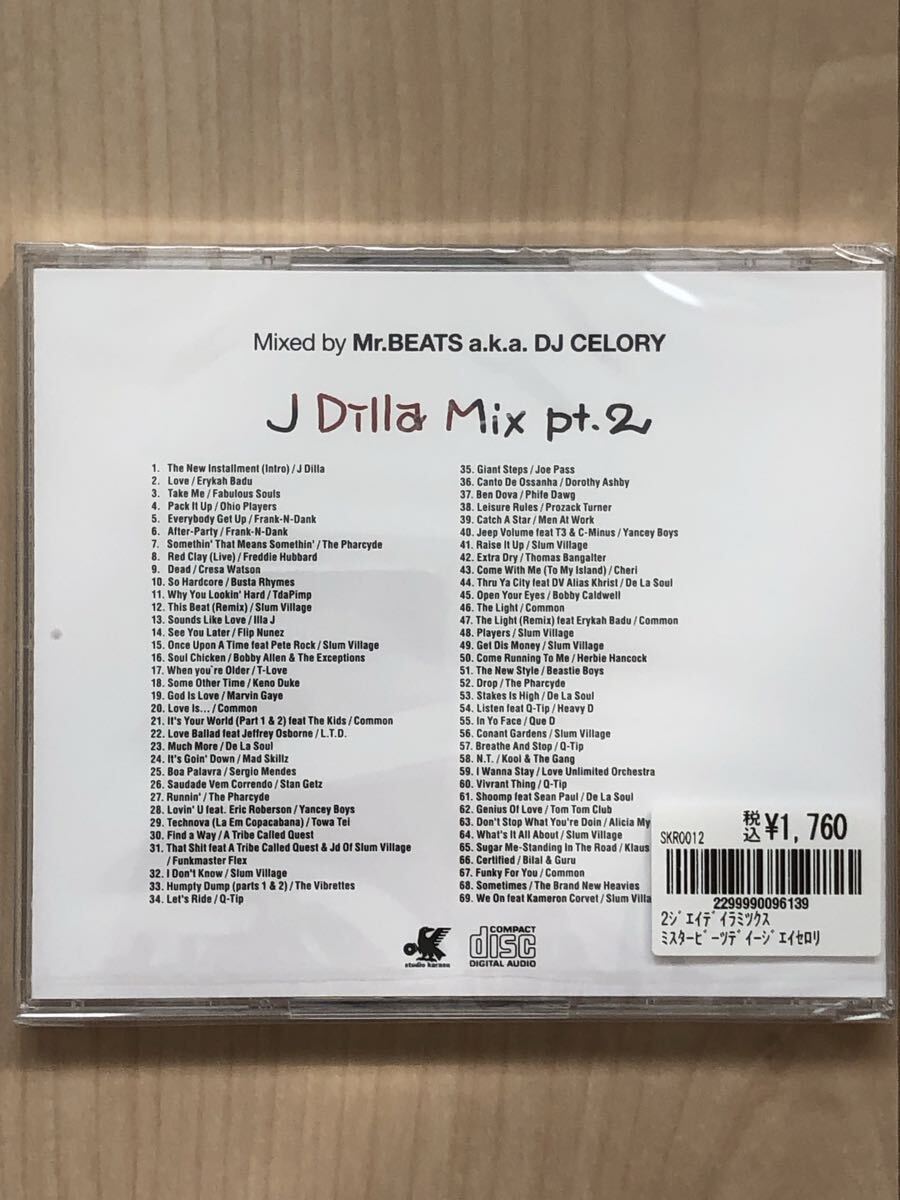 Mixed by Mr.BEATS a.k.a. DJ CELORY
J Dilla Mix pt.2
1. The New Installment (Intro) / J Dilla
2. Love / Erykah Badu
3. Take Me / Fabulous Souls
4. Pack It Up / Ohio Players
5. Everybody Get Up / Frank-N-Dank
6. After-Party / Frank-N-Dank
7. Somethin' That Means Somethin' / The Pharcyde
8. Red Clay (Live) / Freddie Hubbard
9. Dead / Cresa Watson
10. So Hardcore / Busta Rhymes
11. Why You Lookin' Hard / TdaPimp
12. This Beat (Remix) / Slum Village
13. Sounds Like Love / Illa J
14. See You Later / Flip Nunez
15. Once Upon A Time feat Pete Rock / Slum Village
16. Soul Chicken / Bobby Allen & The Exceptions
17. When you're Older / T-Love
18. Some Other Time / Keno Duke
19. God Is Love / Marvin Gaye
20. Love Is... / Common
21. It's Your World (Part 1 & 2) feat The Kids / Common
22. Love Ballad feat Jeffrey Osborne / L.T.D.
23. Much More / De La Soul
24. It's Goin' Down / Mad Skillz
25. Boa Palavra / Sergio Mendes
26. Saudade Vem Correndo / Stan Getz
27. Runnin' / The Pharcyde
28. Lovin' U feat. Eric Roberson / Yancey Boys
29. Technova (La Em Copacabana) / Towa Tei
30. Find a Way / A Tribe Called Quest
31. That Shit feat A Tribe Called Quest & Jd Of Slum Village
/ Funkmaster Flex
32. I Don't Know / Slum Village
33. Humpty Dump (parts 1 & 2) / The Vibrettes
34. Let's Ride / Q-Tip
35. Giant Steps / Joe Pass
36. Canto De Ossanha / Dorothy Ashby
37. Ben Dova / Phife Dawg
38. Leisure Rules / Prozack Turner
39. Catch A Star / Men At Work
40. Jeep Volume feat T3 & C-Minus / Yancey Boys
41. Raise It Up / Slum Village
42. Extra Dry / Thomas Bangalter
43. Come With Me (To My Island) / Cheri
44. Thru Ya City feat DV Alias Khrist / De La Soul
45. Open Your Eyes / Bobby Caldwell
46. The Light / Common
47. The Light (Remix) feat Erykah Badu / Common
48. Players / Slum Village
49. Get Dis Money / Slum Village
50. Come Running To Me / Herbie Hancock
51. The New Style / Beastie Boys
52. Drop / The Pharcyde
53. Stakes Is High / De La Soul
54. Listen feat Q-Tip / Heavy D
55. In Yo Face / Que D
56. Conant Gardens / Slum Village
57. Breathe And Stop / Q-Tip
58. N.T. / Kool & The Gang
59. I Wanna Stay / Love Unlimited Orchestra
60. Vivrant Thing / Q-Tip
61. Shoomp feat Sean Paul / De La Soul
62. Genius Of Love / Tom Tom Club
63. Don't Stop What You're Doin / Alicia My
64. What's It All About / Slum Village
65. Sugar Me-Standing In The Road / Klaus
66. Certified / Bilal & Guru
67. Funky For You / Common
68. Sometimes / The Brand New Heavies
69. We On feat Kameron Corvet / Slum Villa
studio karnea
COMPACT
disc
DIGITAL AUDIO
SKR0012
税込 ¥1,760
2299990096139
2ｼﾞｴｲﾃﾞｲﾗﾐﾂｸｽ
ﾐｽﾀｰﾋﾞｰﾂﾃﾞｲｰｼﾞｴｲｾﾛﾘ